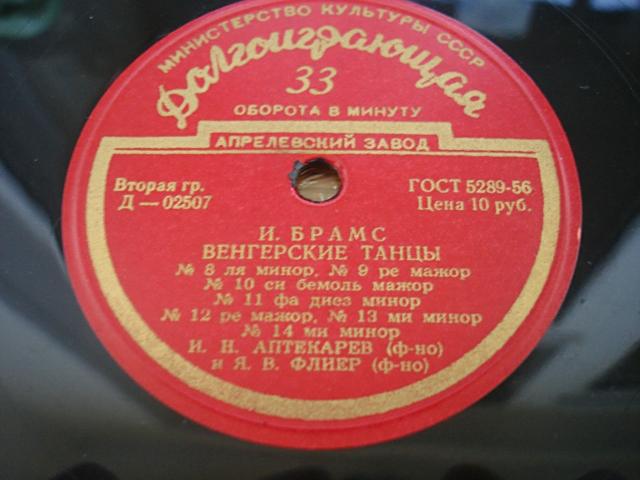 МИНИСТЕРСТВО КУЛЬТУРЫ СССР
Долгоиграющая
33
ОБОРОТА В МИНУТУ
АПРЕЛЕВСКИЙ ЗАВОД
Вторая гр. ГОСТ 5289-56
Д — 02507 Цена 10 руб.
И. БРАМС
ВЕНГЕРСКИЕ ТАНЦЫ
№ 8 ля минор, № 9 ре мажор
№ 10 си бемоль мажор
№ 11 фа диез минор
№ 12 ре мажор, № 13 ми минор
№ 14 ми минор
И. Н. АПТЕКАРЕВ (ф-но)
и Я. В. ФЛИЕР (ф-но)